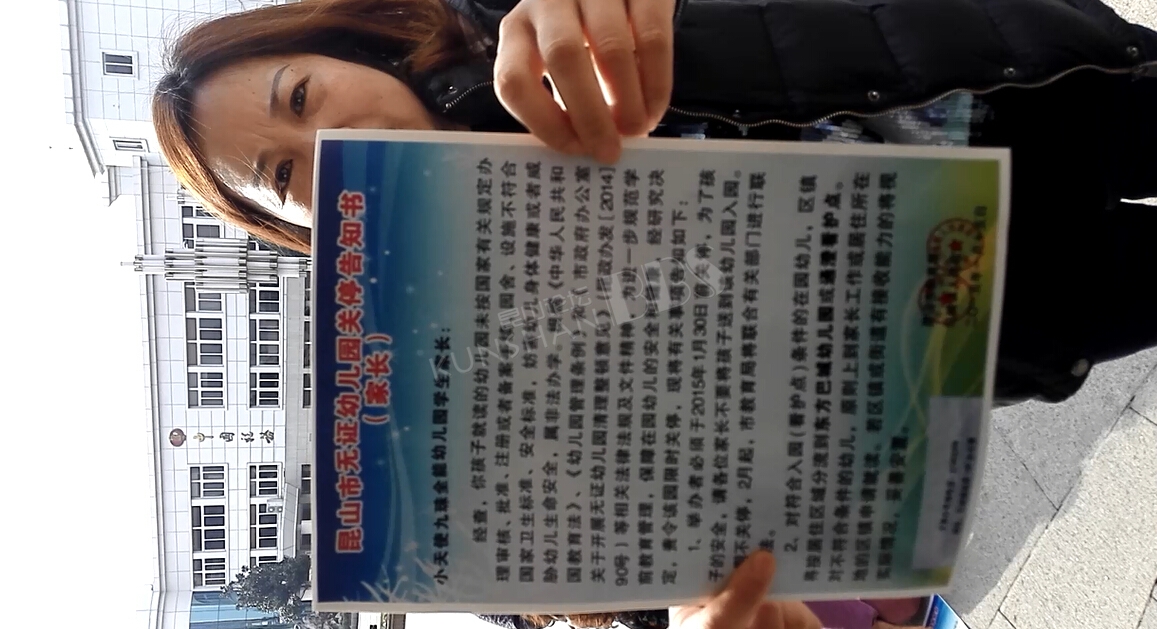 昆山市无证幼儿园关停告知书
（家长）
小天使九珑全能幼儿园学生家长：
经查，你孩子就读的幼儿园未按国家有关规定办
理审核、批准、注册或者备案手续，园舍、设施不符合
国家卫生标准、安全标准，妨害幼儿身体健康或者威
胁幼儿生命安全，属非法办学。根据《中华人民共和
国教育法》、《幼儿园管理条例》和《市政府办公室
关于开展无证幼儿园清理整顿意见》（昆政办发［2014］
90号）等相关法律法规及文件精神，为进一步规范学
前教育管理，保障在园幼儿的安全和健康，经研究决
定，责令该园限时关停，现将有关事项告知如下：
1、举办者必须于2015年1月30日前关停，为了孩
子的安全，请各位家长不要将孩子送到该幼儿园入园。
不关停，2月起，市教育局将联合有关部门进行联
法。
2、对符合入园（看护点）条件的在园幼儿，区镇
将按居住区域分流到东方巴城幼儿园或通澄看护点。
对不符合条件的幼儿，原则上到家长工作或居住所在
地的区镇申请就读。若区镇或街道有接收能力的将视
实际情况，妥善安置。
KUNSHAN BBS